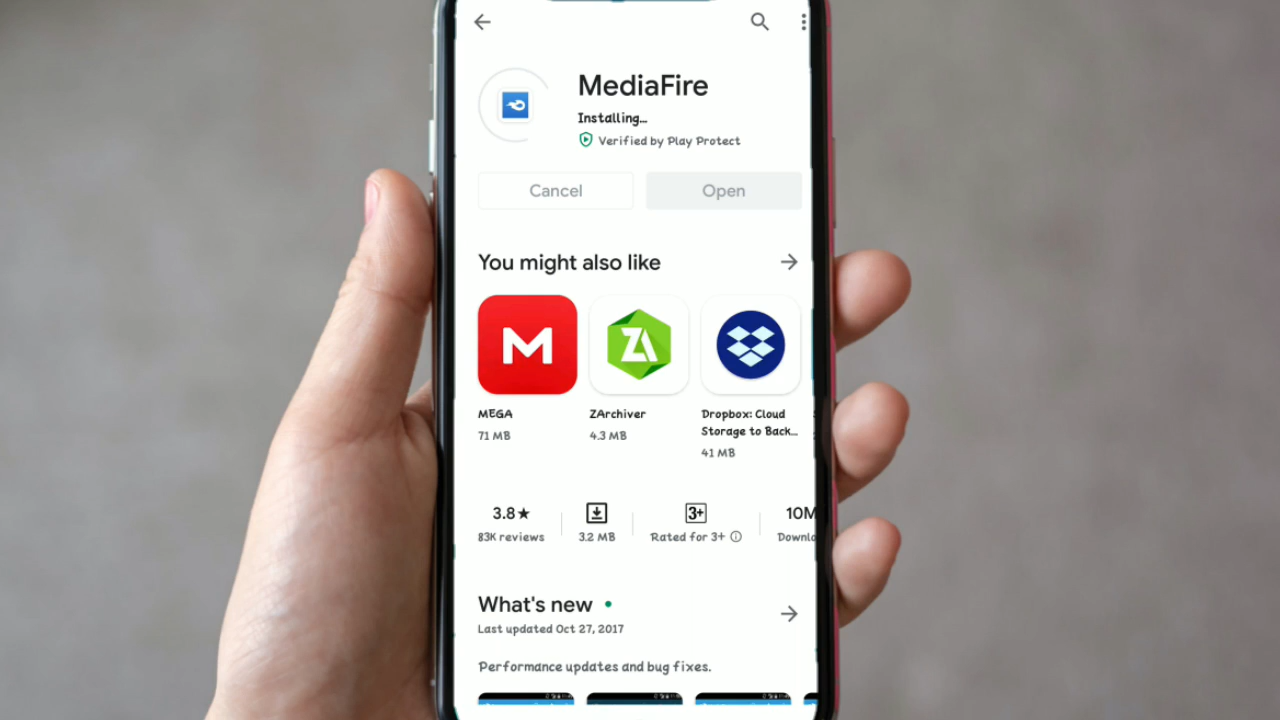 MediaFire
Installing...
Verified by Play Protect
Cancel
Open
You might also like
M
ZA
MEGA
71 MB
ZArchiver
4.3 MB
Dropbox: Cloud
Storage to Back...
41 MB
3.8★
83K reviews
3.2 MB
3+
Rated for 3+
10M
Downlo
What's new
Last updated Oct 27, 2017
Performance updates and bug fixes.